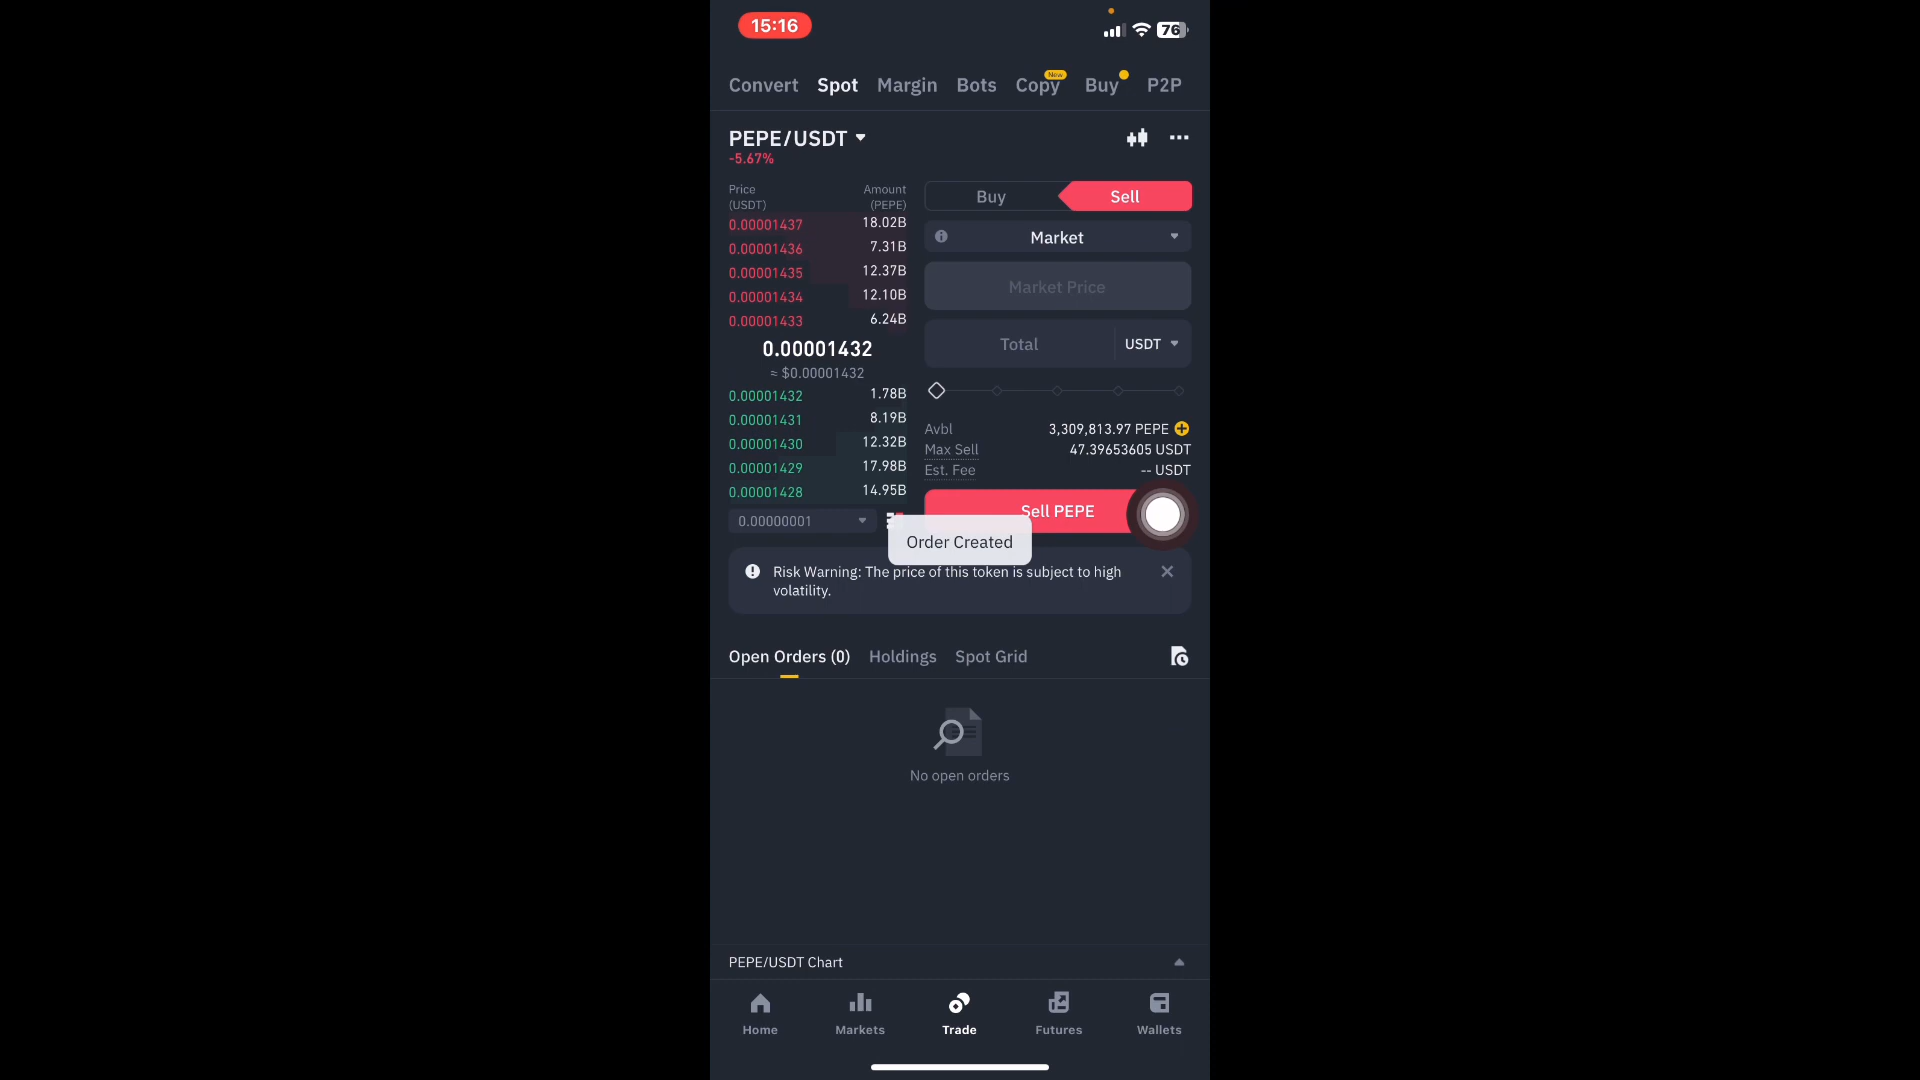 15:16
76
Convert Spot Margin Bots Copy New Buy P2P
PEPE/USDT
-5.67%
Price (USDT) Amount (PEPE)
0.00001437 18.02B
0.00001436 7.31B
0.00001435 12.37B
0.00001434 12.10B
0.00001433 6.24B
0.00001432
≈ $0.00001432
0.00001432 1.78B
0.00001431 8.19B
0.00001430 12.32B
0.00001429 17.98B
0.00001428 14.95B
0.00000001
Buy Sell
Market
Market Price
Total USDT
Avbl 3,309,813.97 PEPE
Max Sell 47.39653605 USDT
Est. Fee -- USDT
Sell PEPE
Order Created
Risk Warning: The price of this token is subject to high
volatility.
Open Orders (0) Holdings Spot Grid
No open orders
PEPE/USDT Chart
Home Markets Trade Futures Wallets